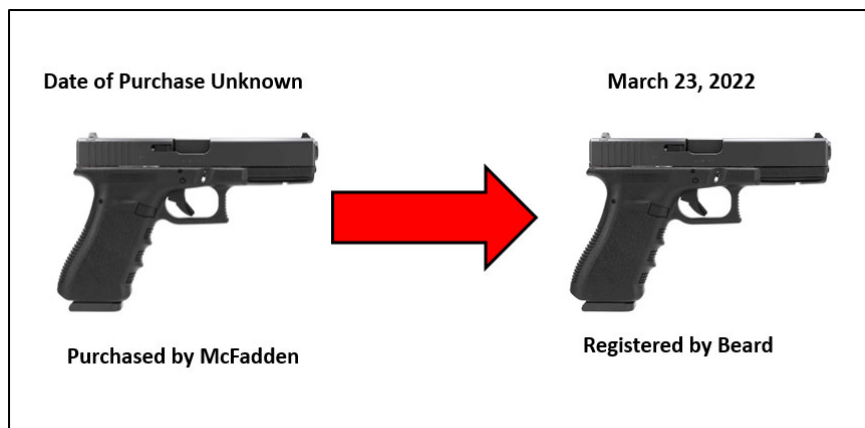 Date of Purchase Unknown
March 23, 2022
Purchased by McFadden
Registered by Beard